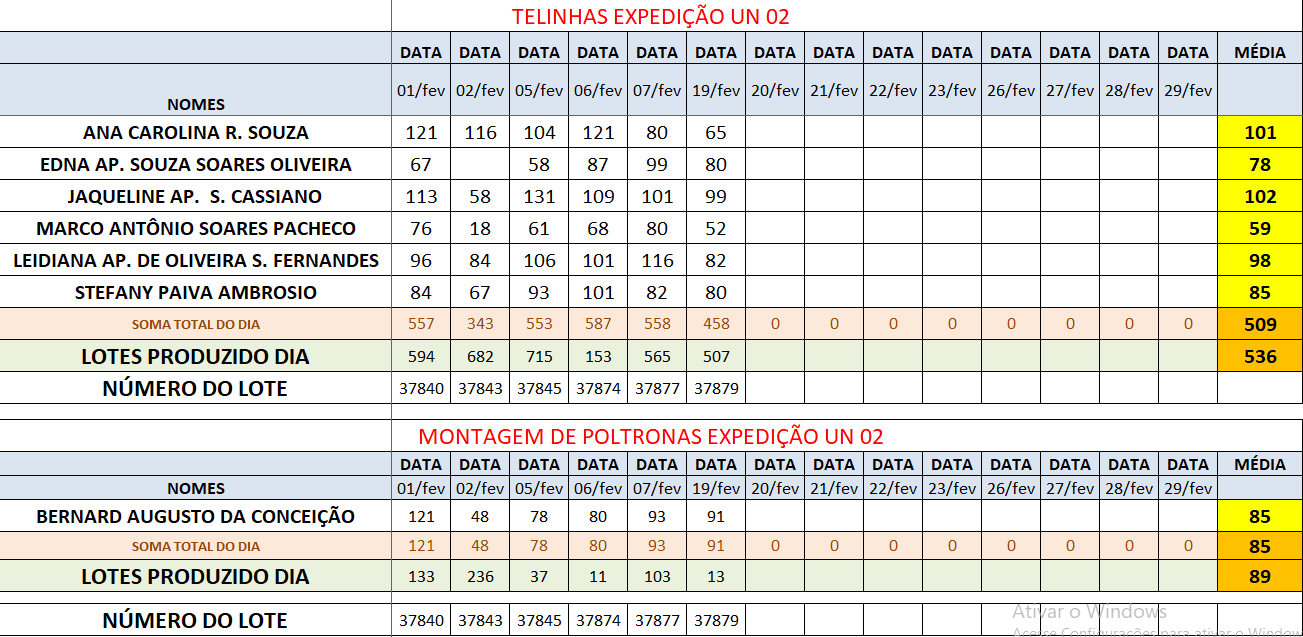 TELINHAS EXPEDIÇÃO UN 02
DATA DATA DATA DATA DATA DATA DATA DATA DATA DATA DATA DATA DATA DATA MÉDIA
NOMES 01/fev 02/fev 05/fev 06/fev 07/fev 19/fev 20/fev 21/fev 22/fev 23/fev 26/fev 27/fev 28/fev 29/fev
ANA CAROLINA R. SOUZA 121 116 104 121 80 65 101
EDNA AP. SOUZA SOARES OLIVEIRA 67 58 87 99 80 78
JAQUELINE AP. S. CASSIANO 113 58 131 109 101 99 102
MARCO ANTÔNIO SOARES PACHECO 76 18 61 68 80 52 59
LEIDIANA AP. DE OLIVEIRA S. FERNANDES 96 84 106 101 116 82 98
STEFANY PAIVA AMBROSIO 84 67 93 101 82 80 85
SOMA TOTAL DO DIA 557 343 553 587 558 458 0 0 0 0 0 0 0 0 509
LOTES PRODUZIDO DIA 594 682 715 153 565 507 536
NÚMERO DO LOTE 37840 37843 37845 37874 37877 37879
MONTAGEM DE POLTRONAS EXPEDIÇÃO UN 02
DATA DATA DATA DATA DATA DATA DATA DATA DATA DATA DATA DATA DATA DATA MÉDIA
NOMES 01/fev 02/fev 05/fev 06/fev 07/fev 19/fev 20/fev 21/fev 22/fev 23/fev 26/fev 27/fev 28/fev 29/fev
BERNARD AUGUSTO DA CONCEIÇÃO 121 48 78 80 93 91 85
SOMA TOTAL DO DIA 121 48 78 80 93 91 0 0 0 0 0 0 0 0 85
LOTES PRODUZIDO DIA 133 236 37 11 103 13 89
NÚMERO DO LOTE 37840 37843 37845 37874 37877 37879
Ativar o Windows
Acesse Configurações para ativar o Windows